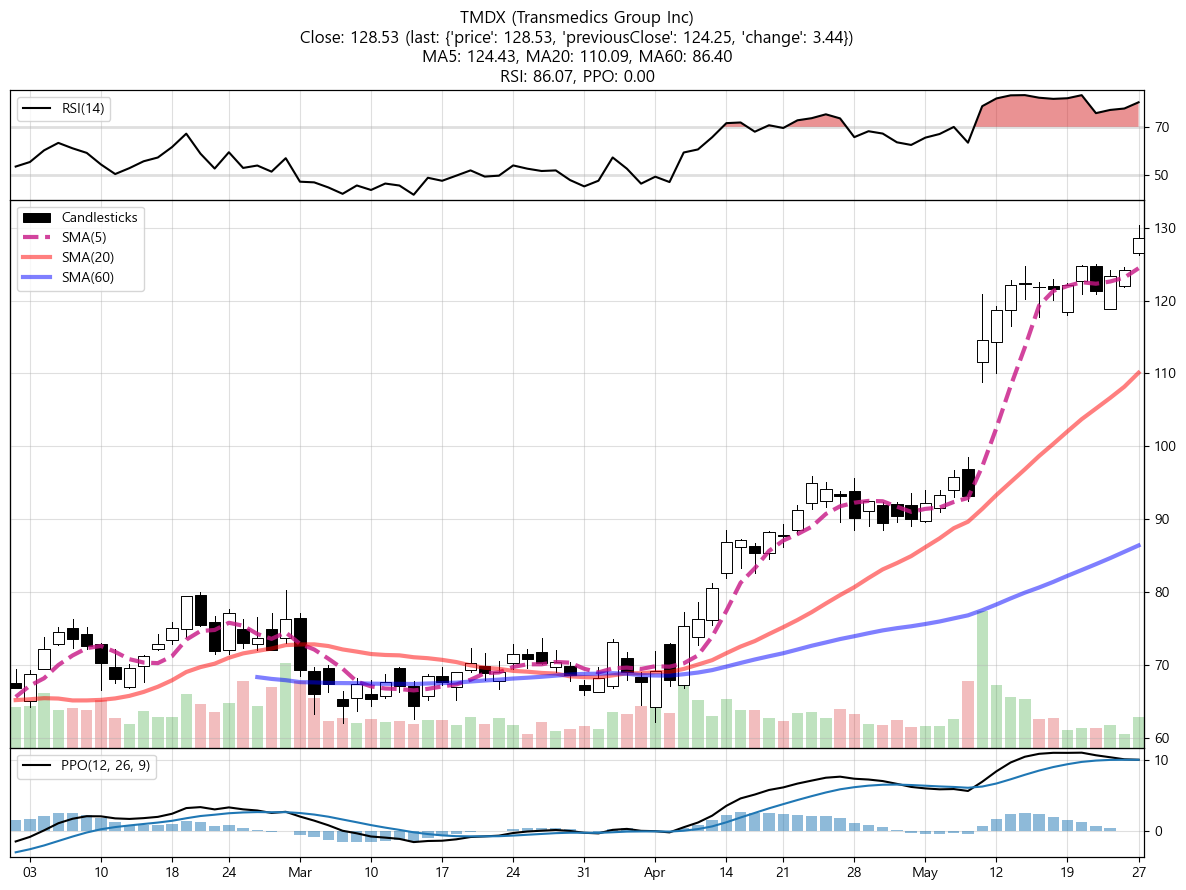 TMDX (Transmedics Group Inc)
Close: 128.53 (last: {'price': 128.53, 'previousClose': 124.25, 'change': 3.44})
MA5: 124.43, MA20: 110.09, MA60: 86.40
RSI: 86.07, PPO: 0.00
RSI(14)
70
50
Candlesticks
SMA(5)
SMA(20)
SMA(60)
130
120
110
100
90
80
70
60
PPO(12, 26, 9)
10
0
03 10 18 24 Mar 10 17 24 31 Apr 14 21 28 May 12 19 27